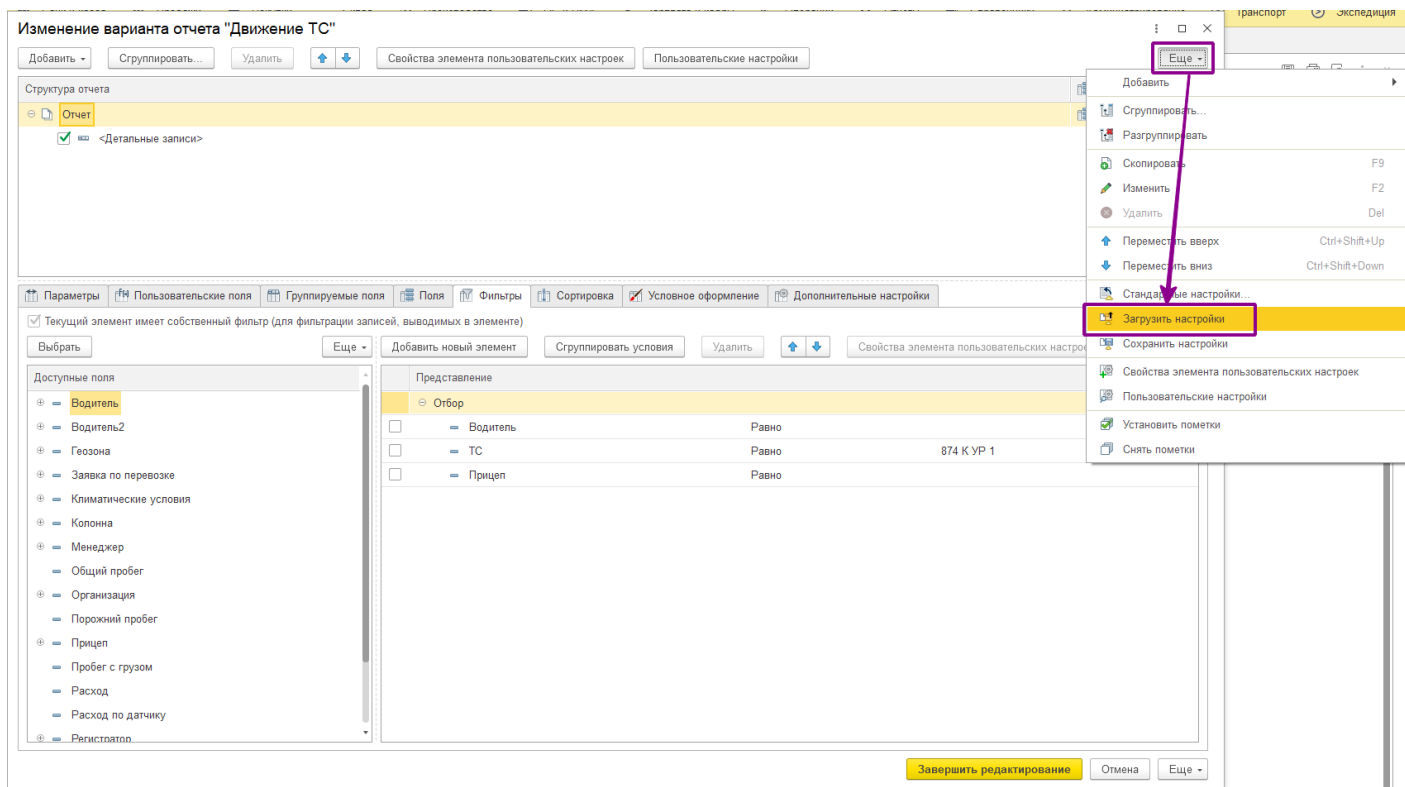 Транспорт Экспедиция
Изменение варианта отчета "Движение ТС"
Добавить Сгруппировать... Удалить Свойства элемента пользовательских настроек Пользовательские настройки Еще
Структура отчета
Отчет
<Детальные записи>
Добавить
Сгруппировать...
Разгруппировать
Скопировать F9
Изменить F2
Удалить Del
Переместить вверх Ctrl+Shift+Up
Переместить вниз Ctrl+Shift+Down
Стандартные настройки...
Загрузить настройки
Сохранить настройки
Свойства элемента пользовательских настроек
Пользовательские настройки
Установить пометки
Снять пометки
Параметры Пользовательские поля Группируемые поля Поля Фильтры Сортировка Условное оформление Дополнительные настройки
Текущий элемент имеет собственный фильтр (для фильтрации записей, выводимых в элементе)
Выбрать Еще Добавить новый элемент Сгруппировать условия Удалить Свойства элемента пользовательских настро
Доступные поля
Водитель
Водитель2
Геозона
Заявка по перевозке
Климатические условия
Колонна
Менеджер
Общий пробег
Организация
Порожний пробег
Прицеп
Пробег с грузом
Расход
Расход по датчику
Регистратор
Представление
Отбор
Водитель Равно
ТС Равно 874 К УР 1
Прицеп Равно
Завершить редактирование Отмена Еще